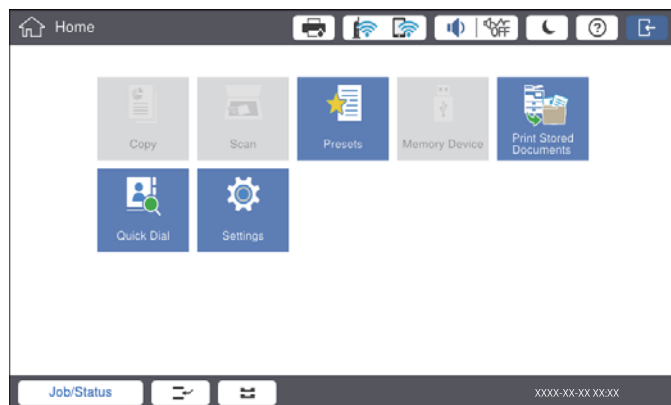 Home
OFF
?
Copy
Scan
Presets
Memory Device
Print Stored
Documents
Quick Dial
Settings
Job/Status
XXXX-XX-XX XX:XX